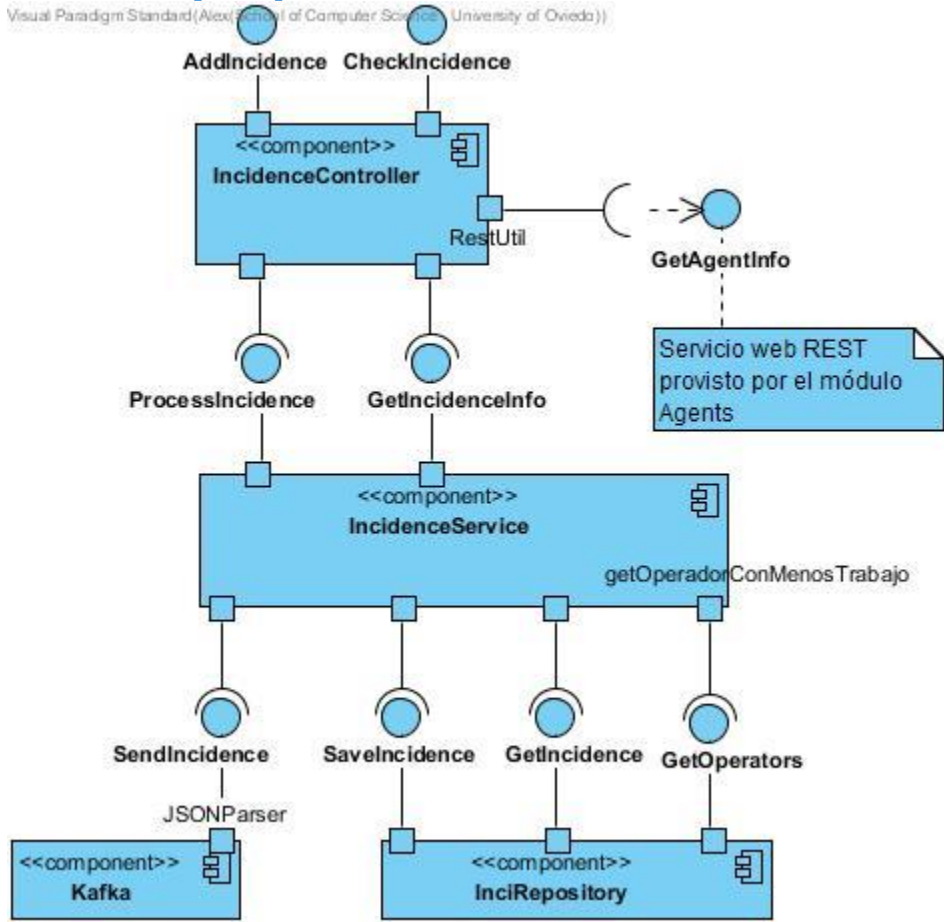 Visual Paradigm Standard(Alex(School of Computer Science University of Oviedo))
AddIncidence CheckIncidence
<<component>>
IncidenceController
RestUtil
GetAgentInfo
Servicio web REST
provisto por el módulo
Agents
ProcessIncidence GetIncidenceInfo
<<component>>
IncidenceService
getOperadorConMenosTrabajo
SendIncidence SaveIncidence GetIncidence GetOperators
JSONParser
<<component>> <<component>>
Kafka InciRepository